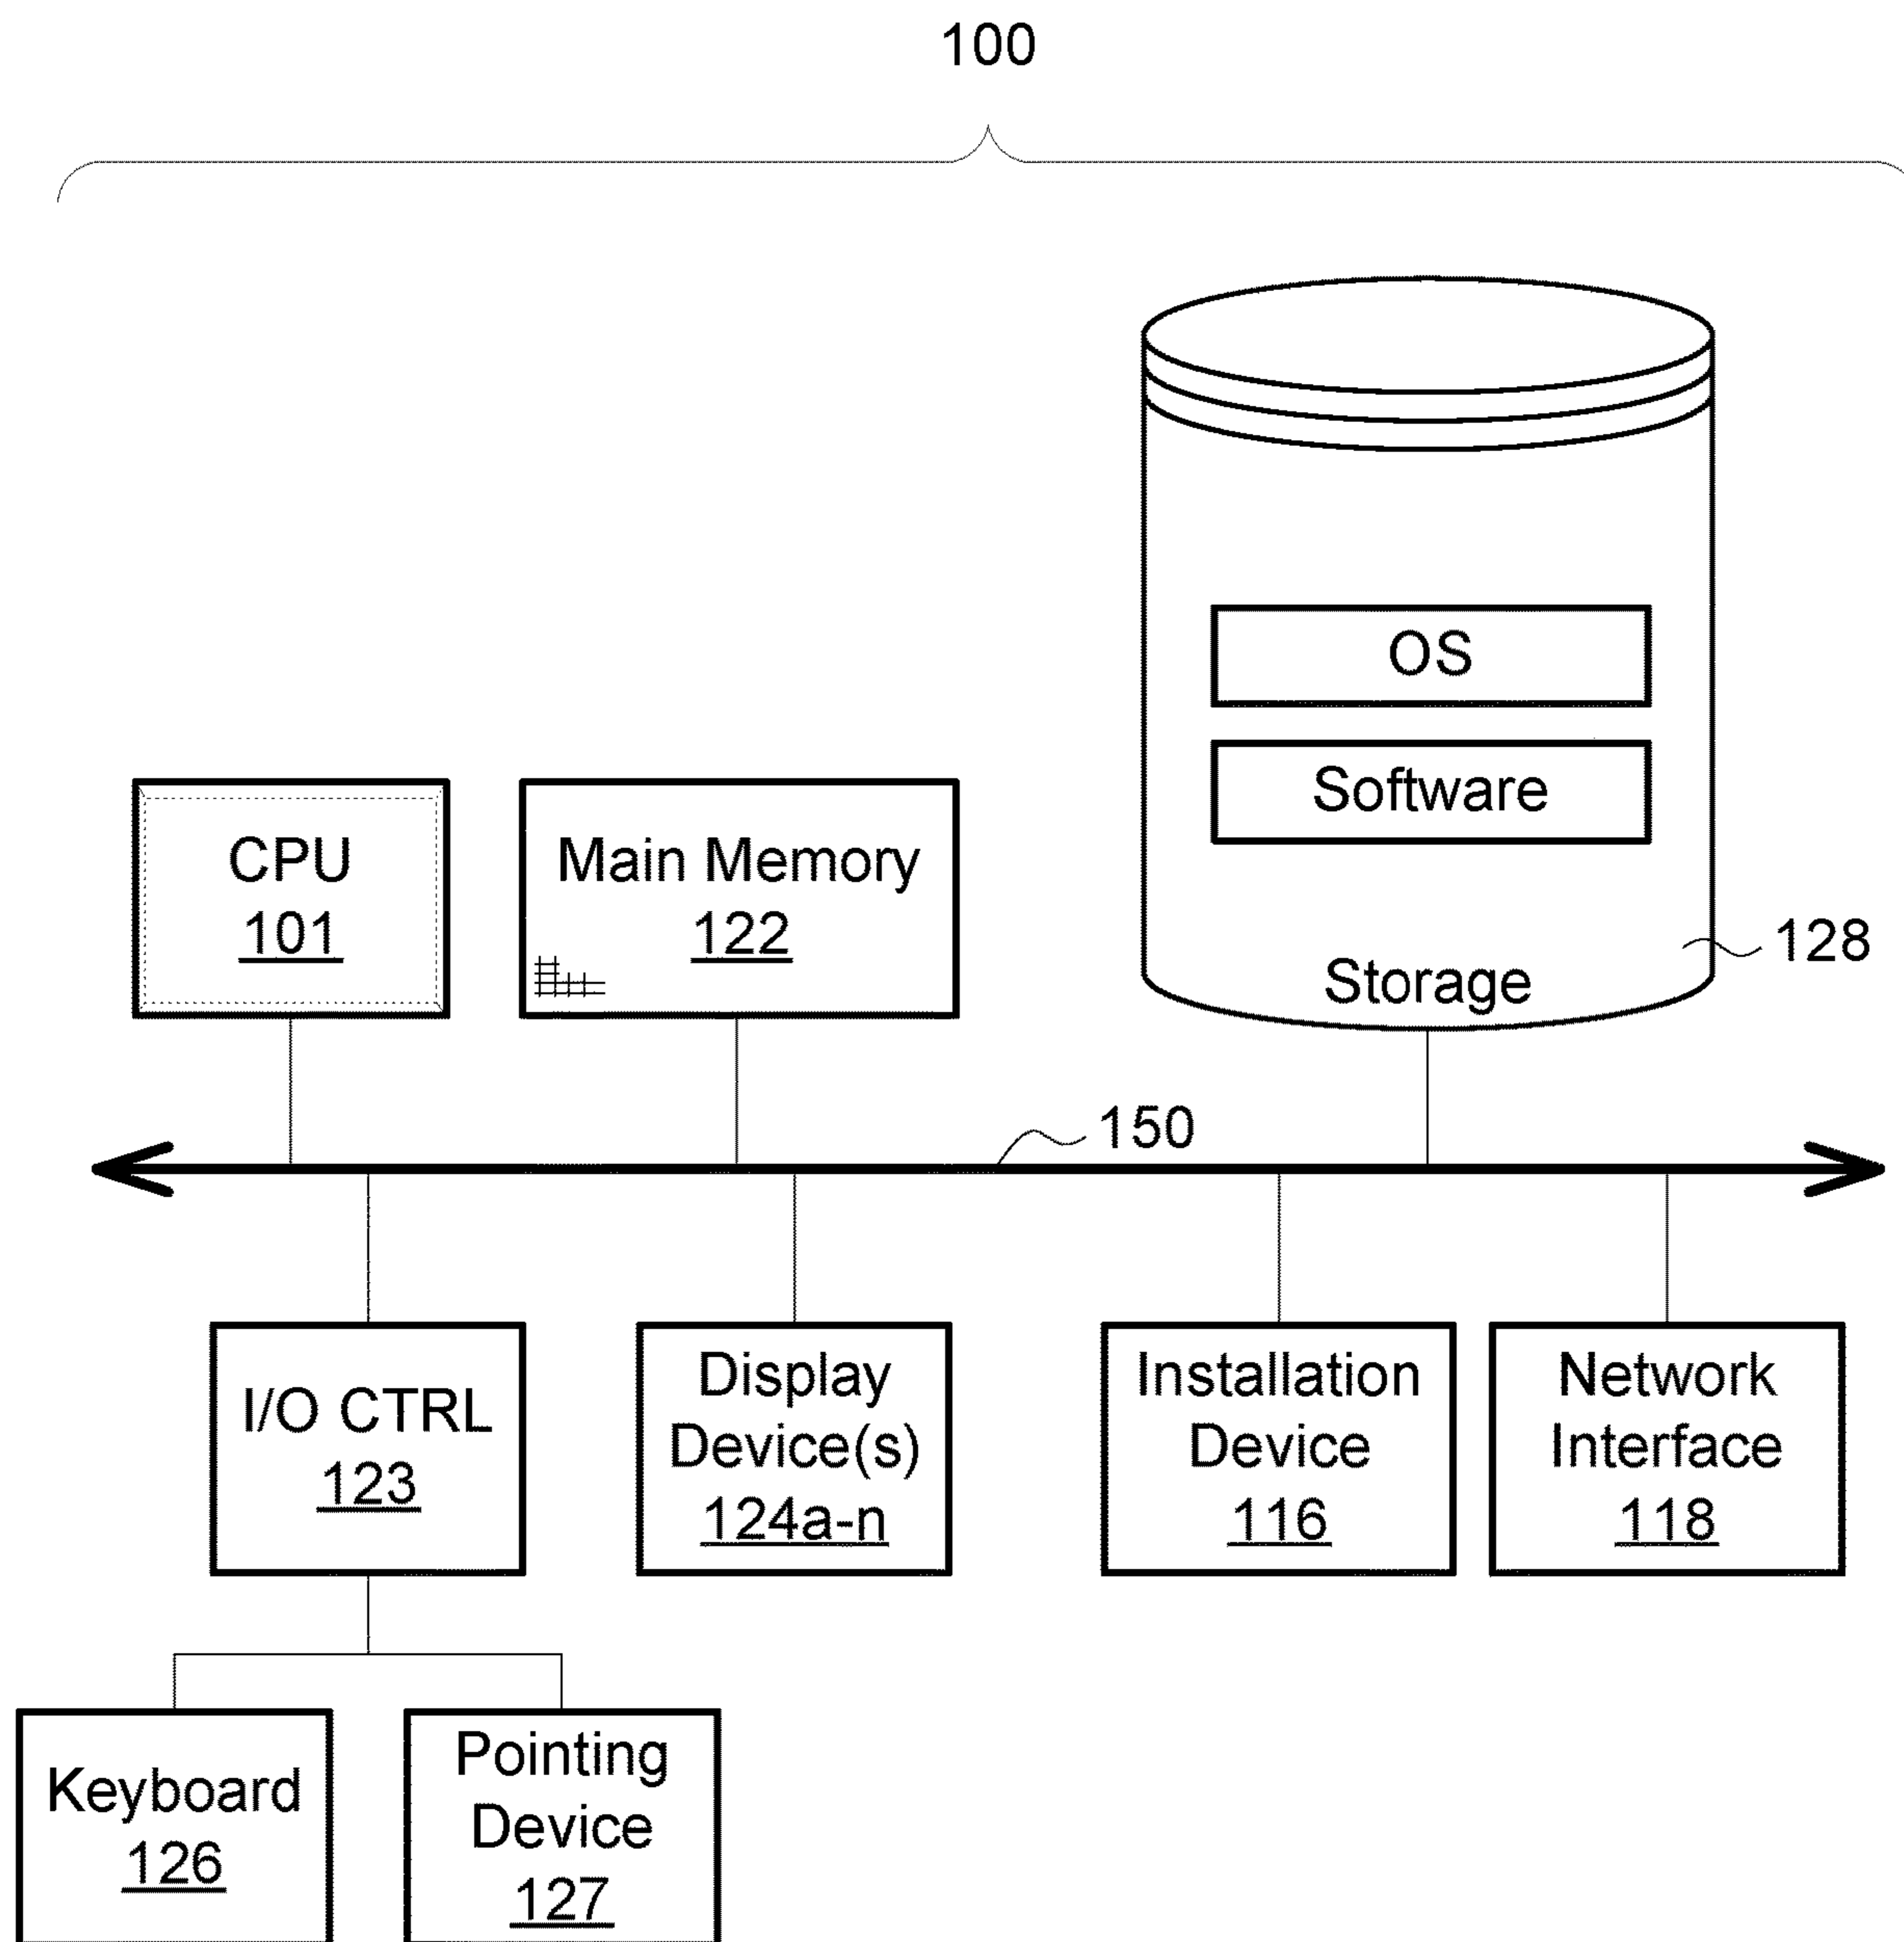 100
OS
Software
Storage
128
CPU
101
Main Memory
122
150
I/O CTRL
123
Display
Device(s)
124a-n
Installation
Device
116
Network
Interface
118
Keyboard
126
Pointing
Device
127